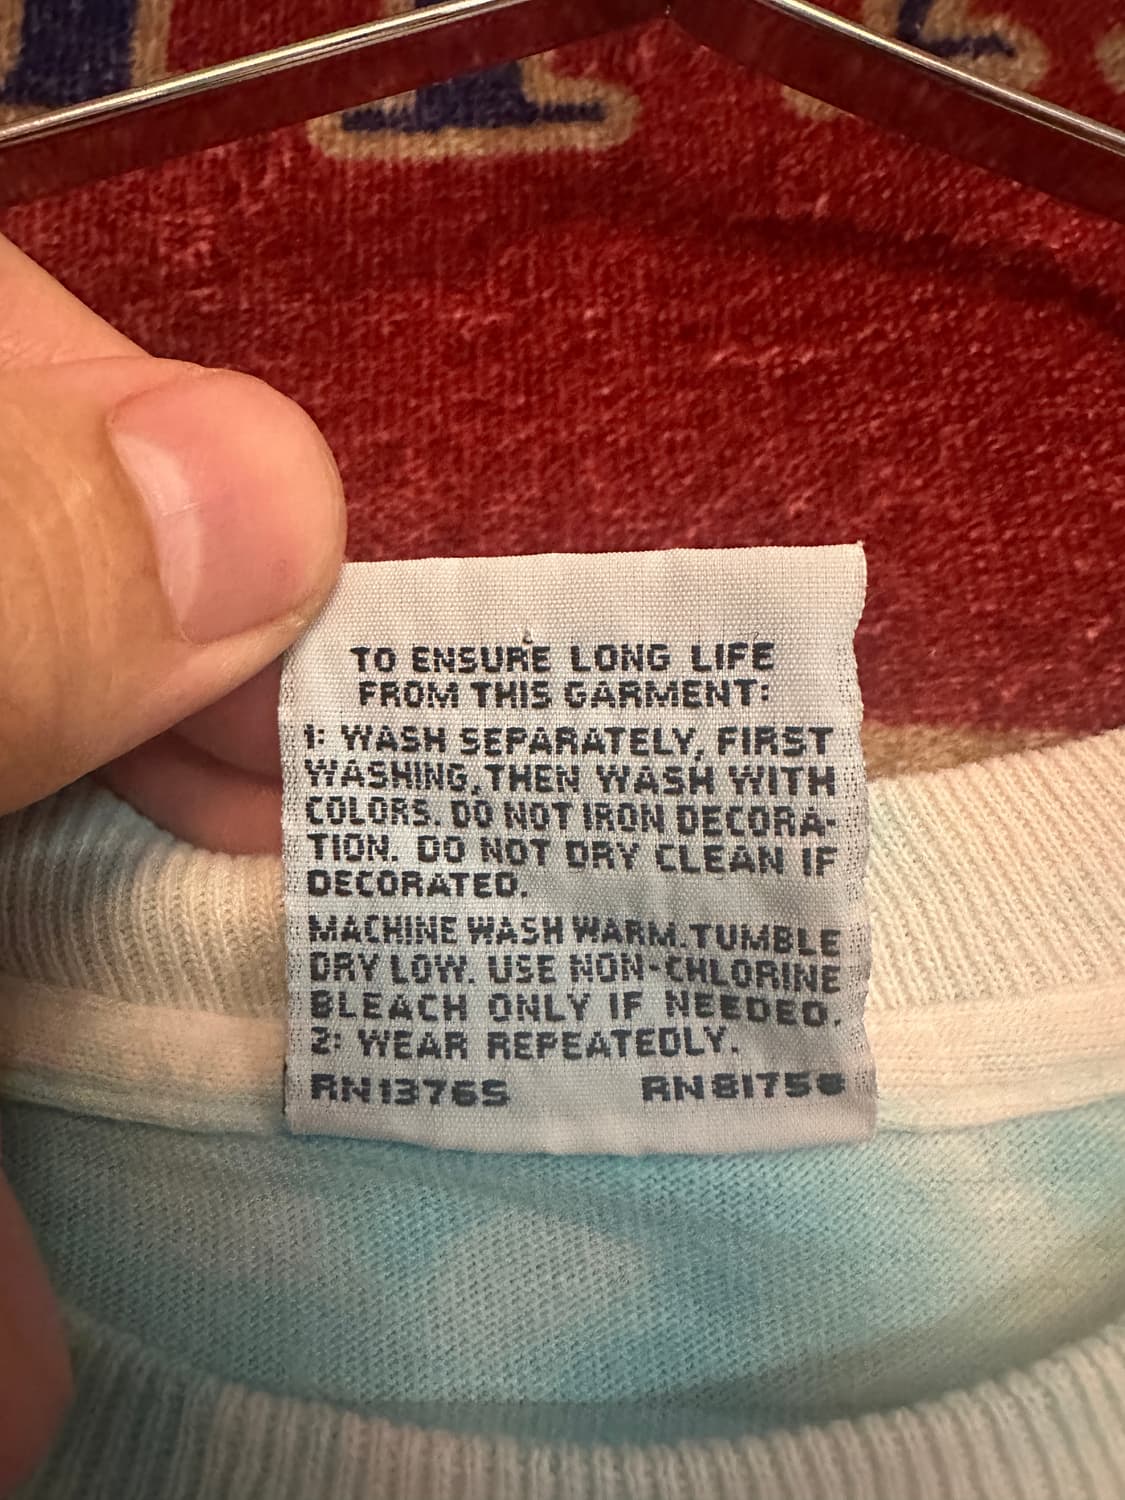 TO ENSURE LONG LIFE
FROM THIS GARMENT:
1: WASH SEPARATELY, FIRST
WASHING, THEN WASH WITH
COLORS. DO NOT IRON DECORA-
TION. DO NOT DRY CLEAN IF
DECORATED.
MACHINE WASH WARM. TUMBLE
DRY LOW. USE NON-CHLORINE
BLEACH ONLY IF NEEDED.
2: WEAR REPEATEDLY.
RN13765